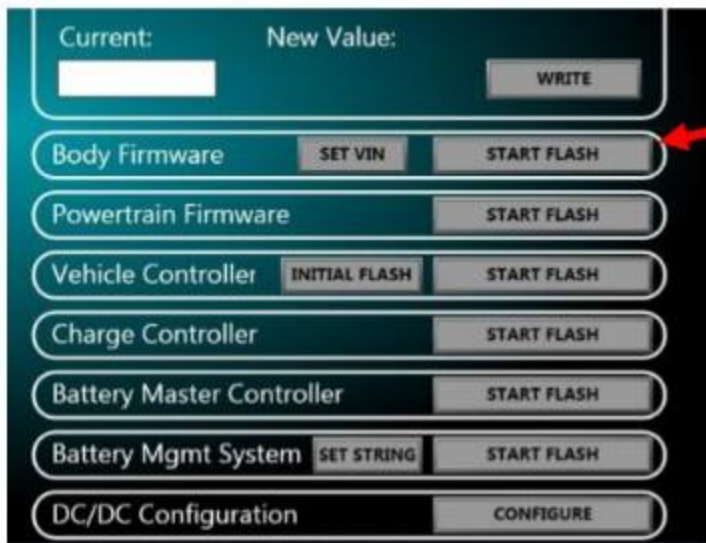 Current: New Value:
WRITE
Body Firmware SET VIN START FLASH
Powertrain Firmware START FLASH
Vehicle Controller INITIAL FLASH START FLASH
Charge Controller START FLASH
Battery Master Controller START FLASH
Battery Mgmt System SET STRING START FLASH
DC/DC Configuration CONFIGURE